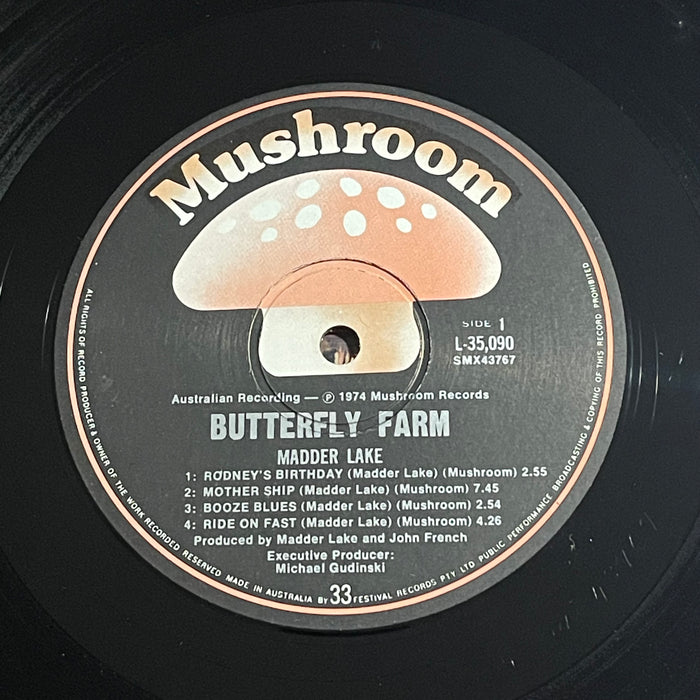 Mushroom
SIDE 1
L-35,090
SMX43767
Australian Recording — Ⓟ 1974 Mushroom Records
BUTTERFLY FARM
MADDER LAKE
1: RODNEY'S BIRTHDAY (Madder Lake) (Mushroom) 2.55
2: MOTHER SHIP (Madder Lake) (Mushroom) 7.45
3: BOOZE BLUES (Madder Lake) (Mushroom) 2.54
4: RIDE ON FAST (Madder Lake) (Mushroom) 4.26
Produced by Madder Lake and John French
Executive Producer:
Michael Gudinski
ALL RIGHTS OF RECORD PRODUCER & OWNER OF THE WORK RECORDED RESERVED MADE IN AUSTRALIA BY 33 FESTIVAL RECORDS PTY LTD PUBLIC PERFORMANCE BROADCASTING & COPYING OF THIS RECORD PROHIBITED